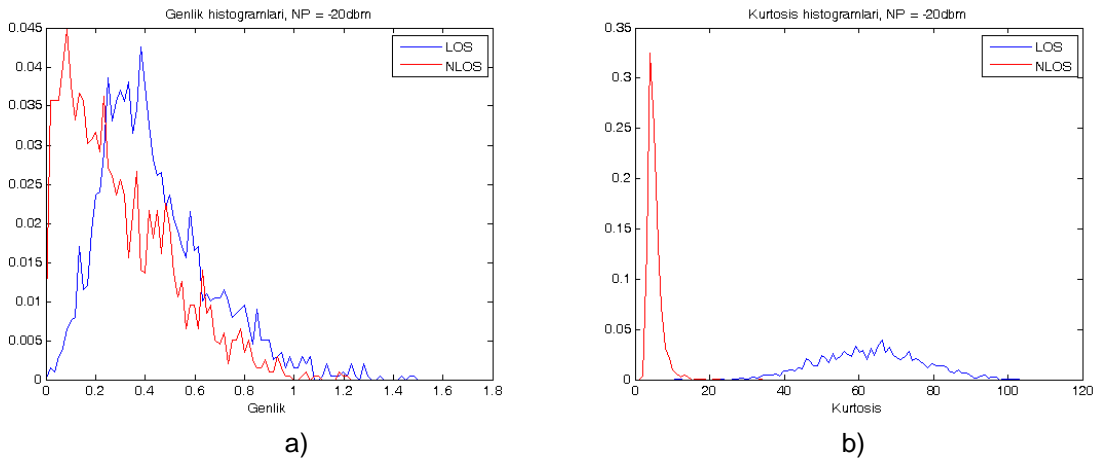 Genlik histogramlari, NP = -20dbm
0.045
0.04
0.035
0.03
0.025
0.02
0.015
0.01
0.005
0
LOS
NLOS
0 0.2 0.4 0.6 0.8 1 1.2 1.4 1.6 1.8
Genlik
a)
Kurtosis histogramlari, NP = -20dbm
0.35
0.3
0.25
0.2
0.15
0.1
0.05
0
LOS
NLOS
0 20 40 60 80 100 120
Kurtosis
b)